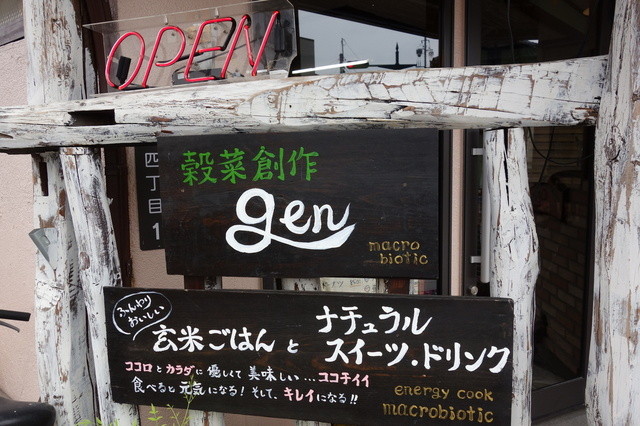 OPEN
四丁目1
穀菜創作
gen
macro
biotic
ふんわり
おいしい
玄米ごはんと
ナチュラル
スイーツ・ドリンク
ココロとカラダに優しくて美味しい…ココチイイ
食べると元気になる!そして、キレイになる!!
energy cook
macrobiotic